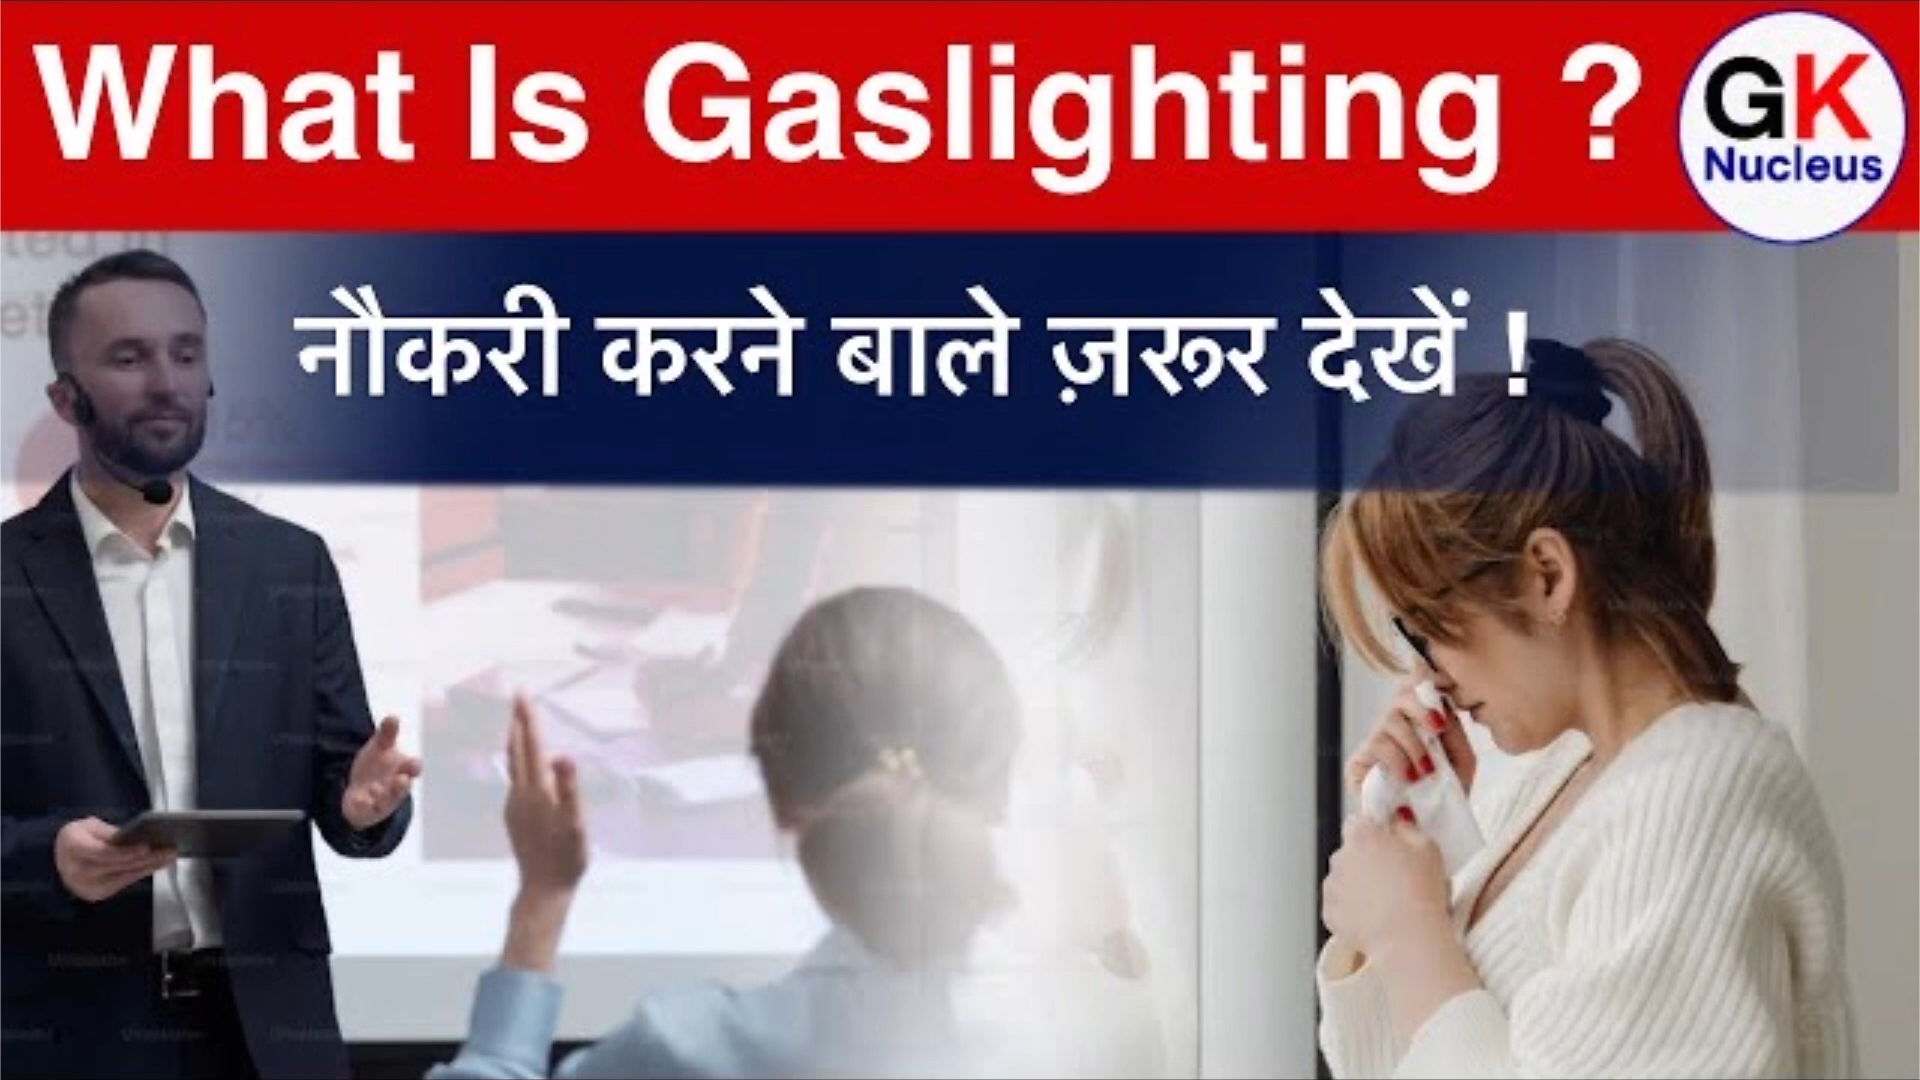 What Is Gaslighting ?
GK
Nucleus
नौकरी करने बाले ज़रूर देखें !